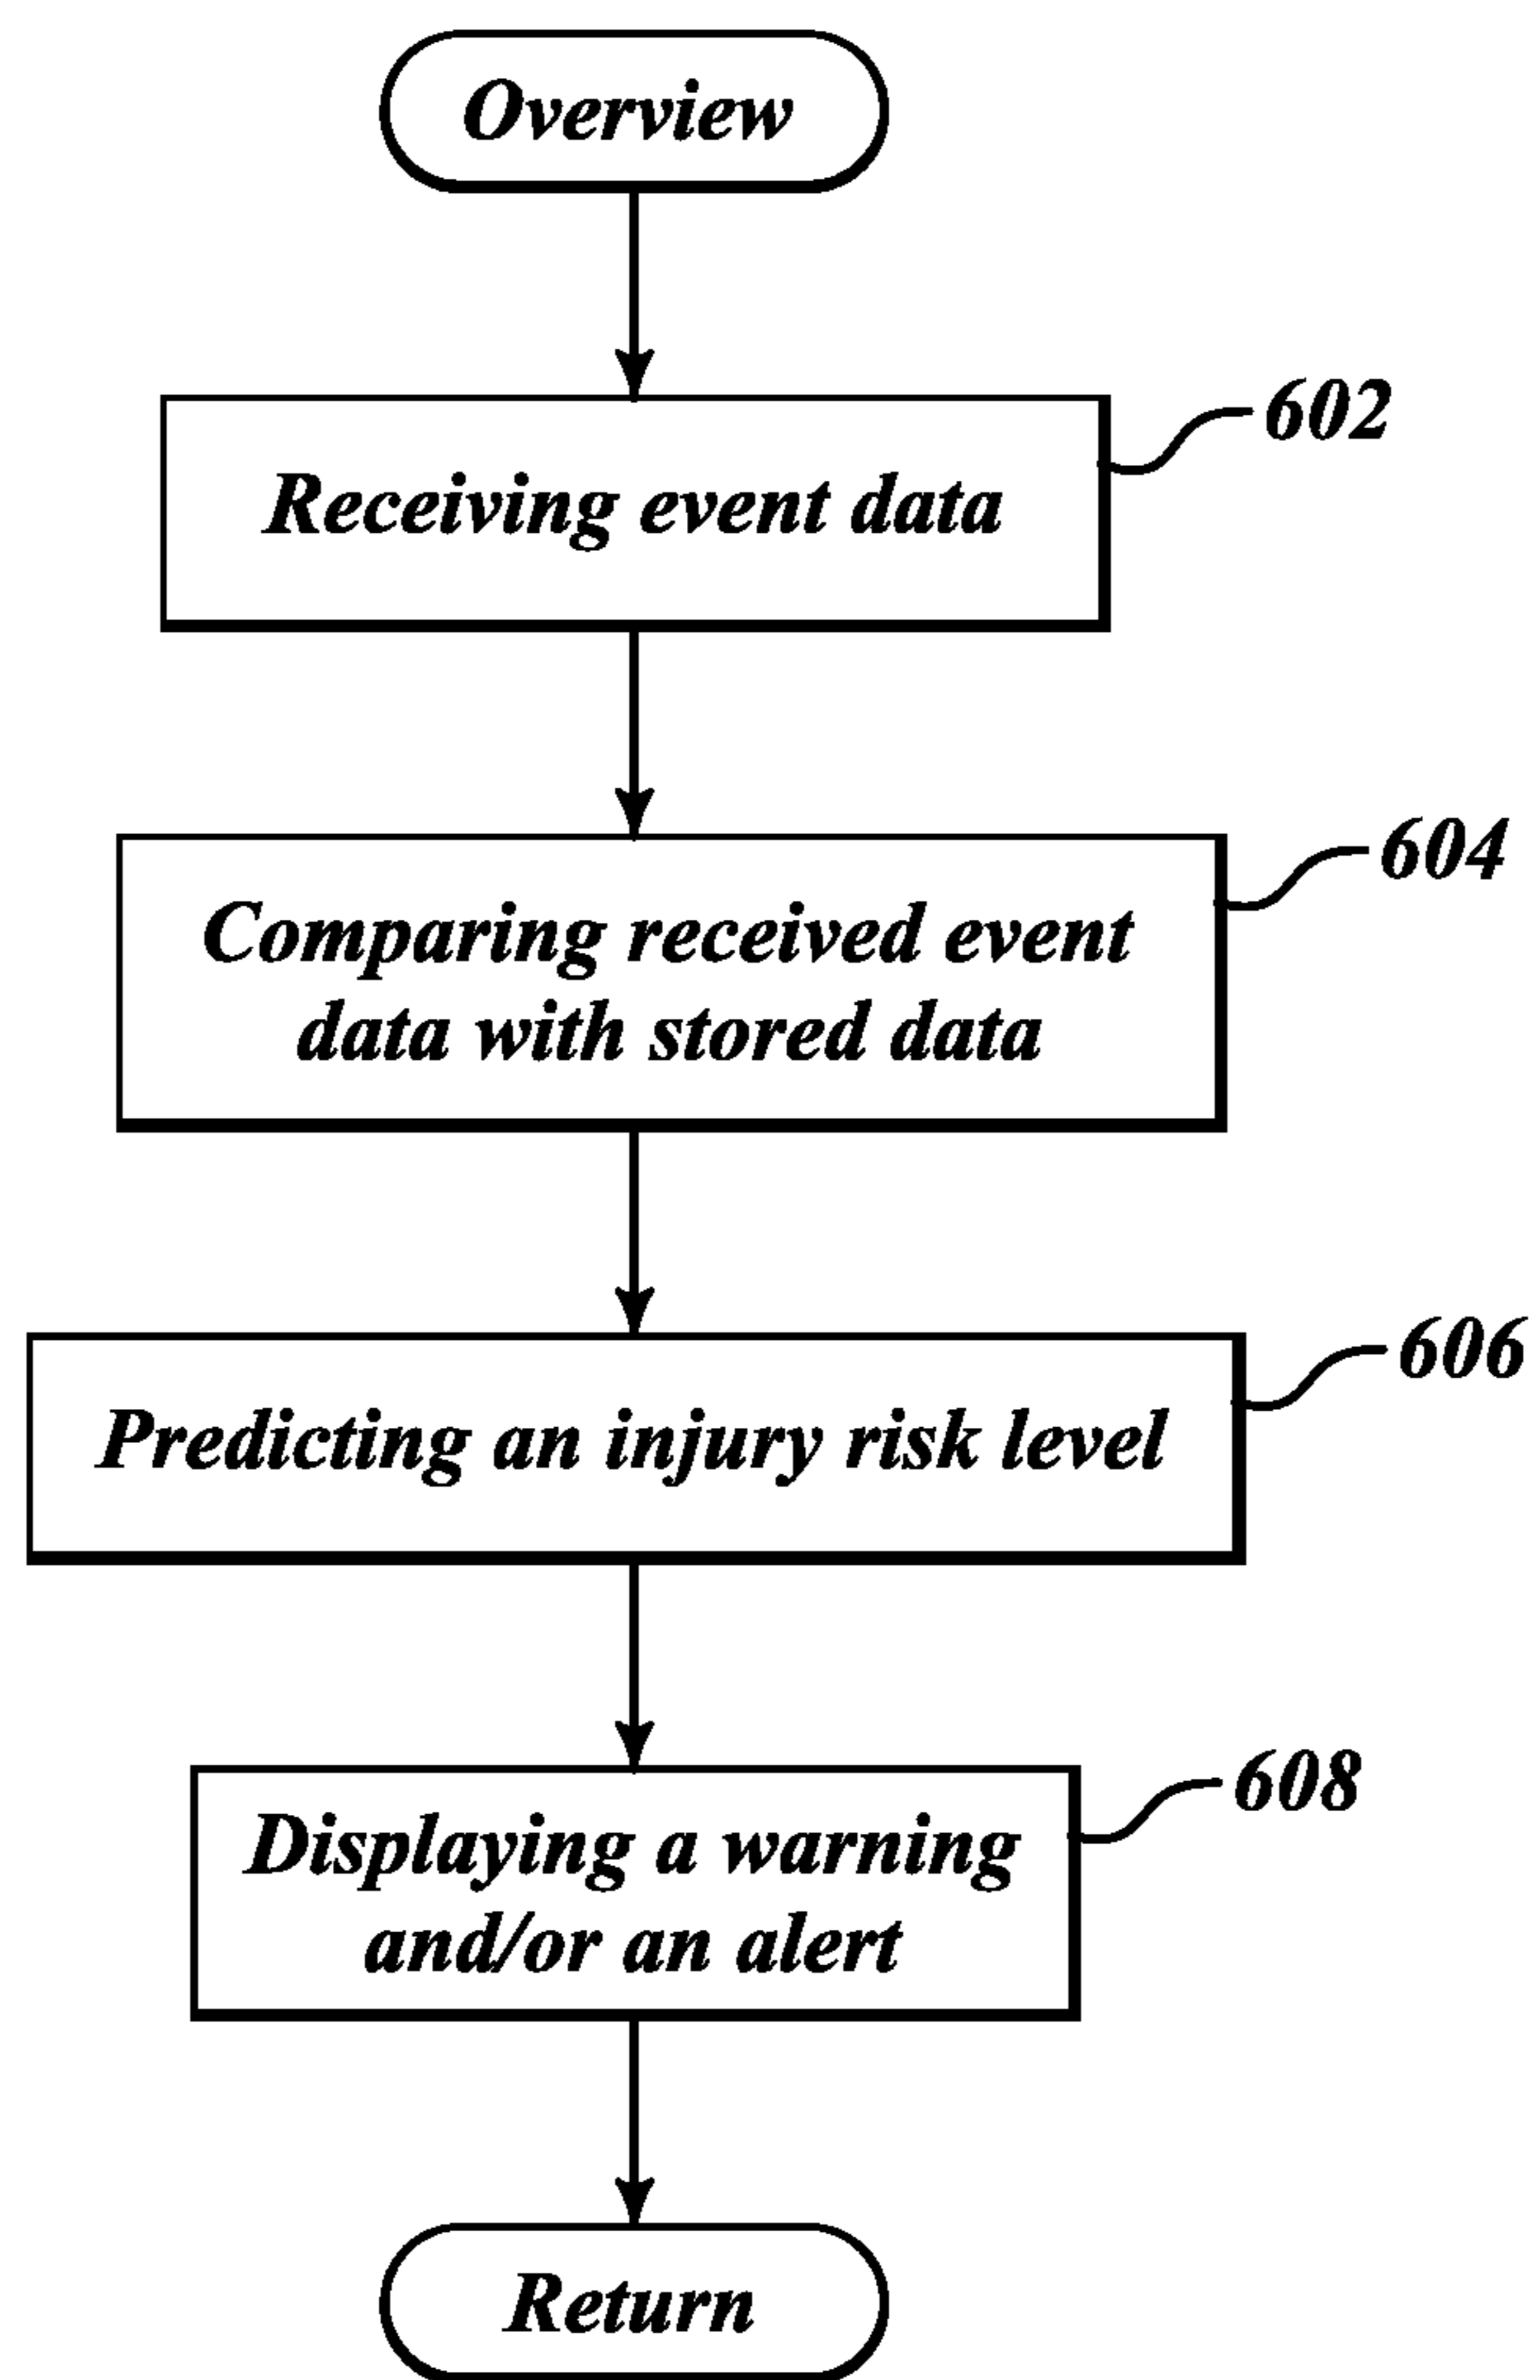 Overview
602
Receiving event data
604
Comparing received event
data with stored data
606
Predicting an injury risk level
608
Displaying a warning
and/or an alert
Return